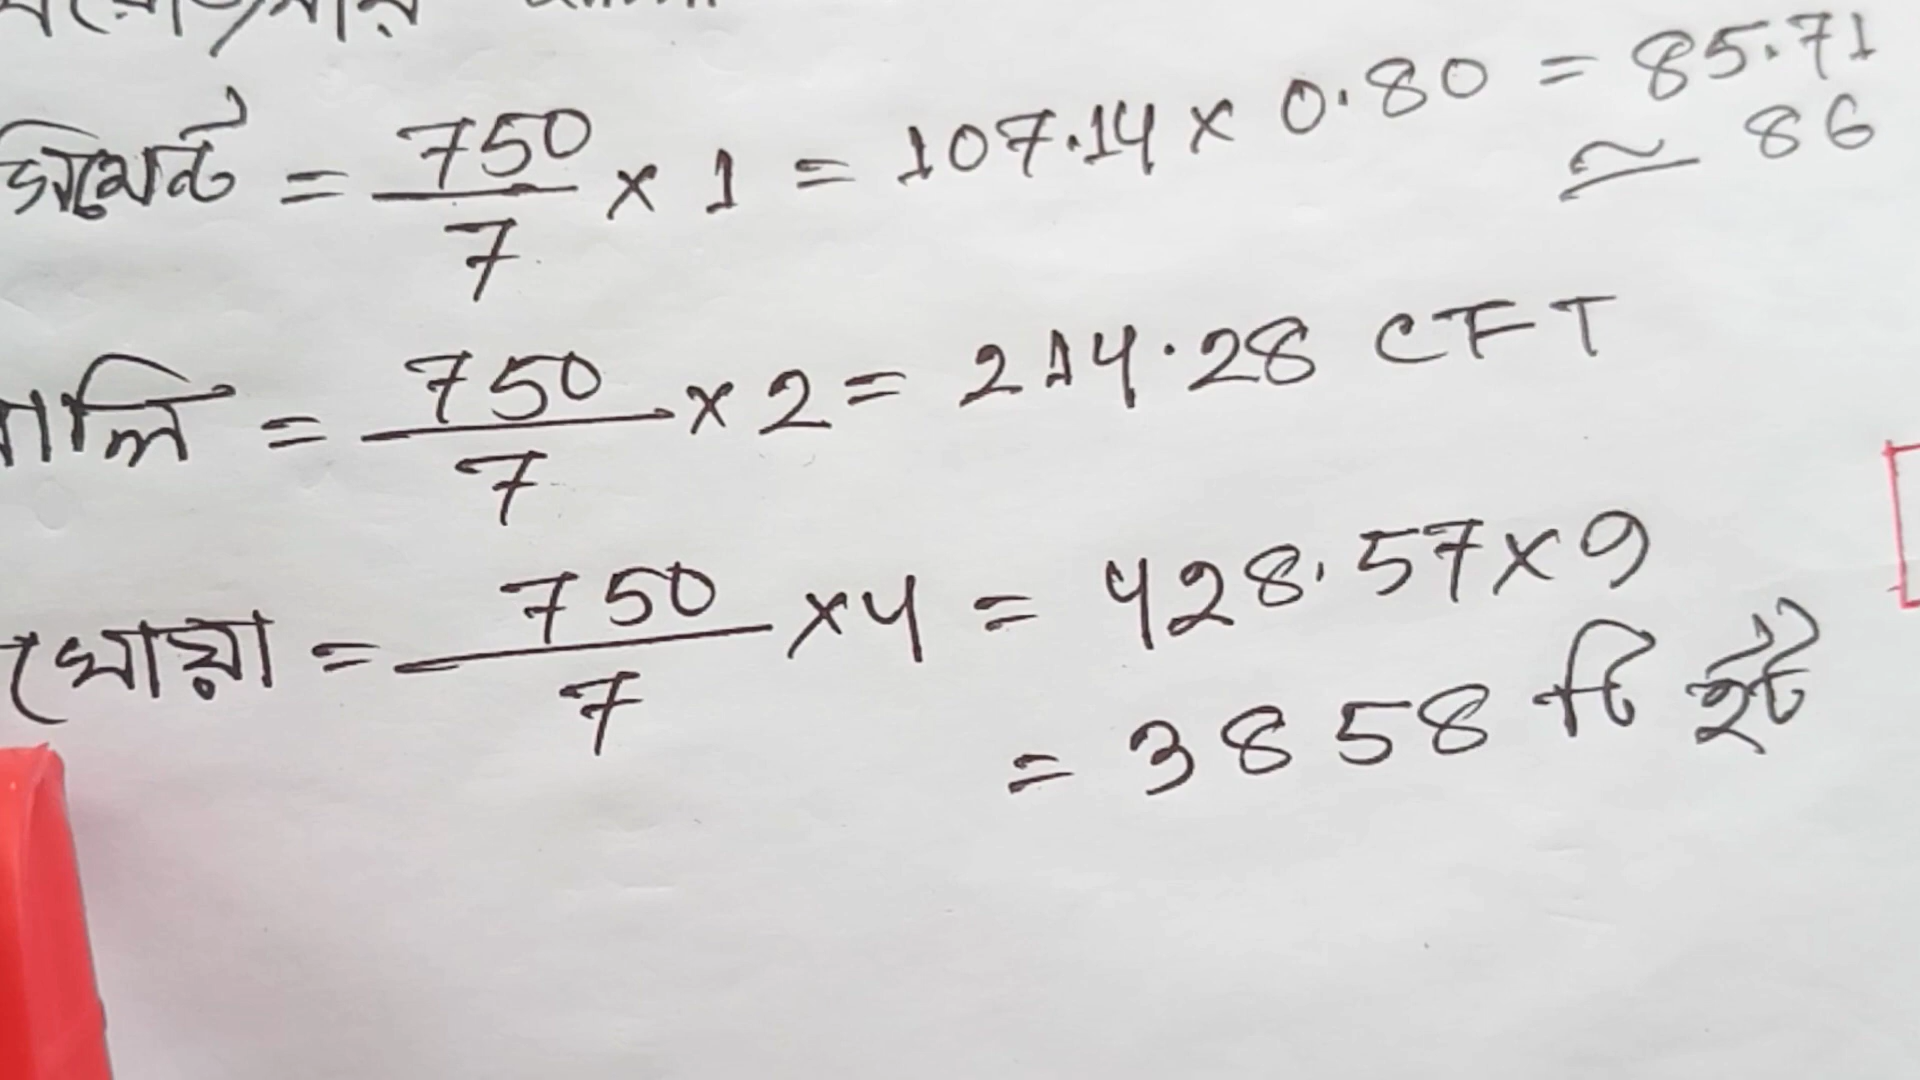 সিমেন্ট = 750/7 x 1 = 107.14 x 0.80 = 85.71
≃ 86
বালি = 750/7 x 2 = 214.28 CFT
খোয়া = 750/7 x 4 = 428.57 x 9
= 3858 টি ইট